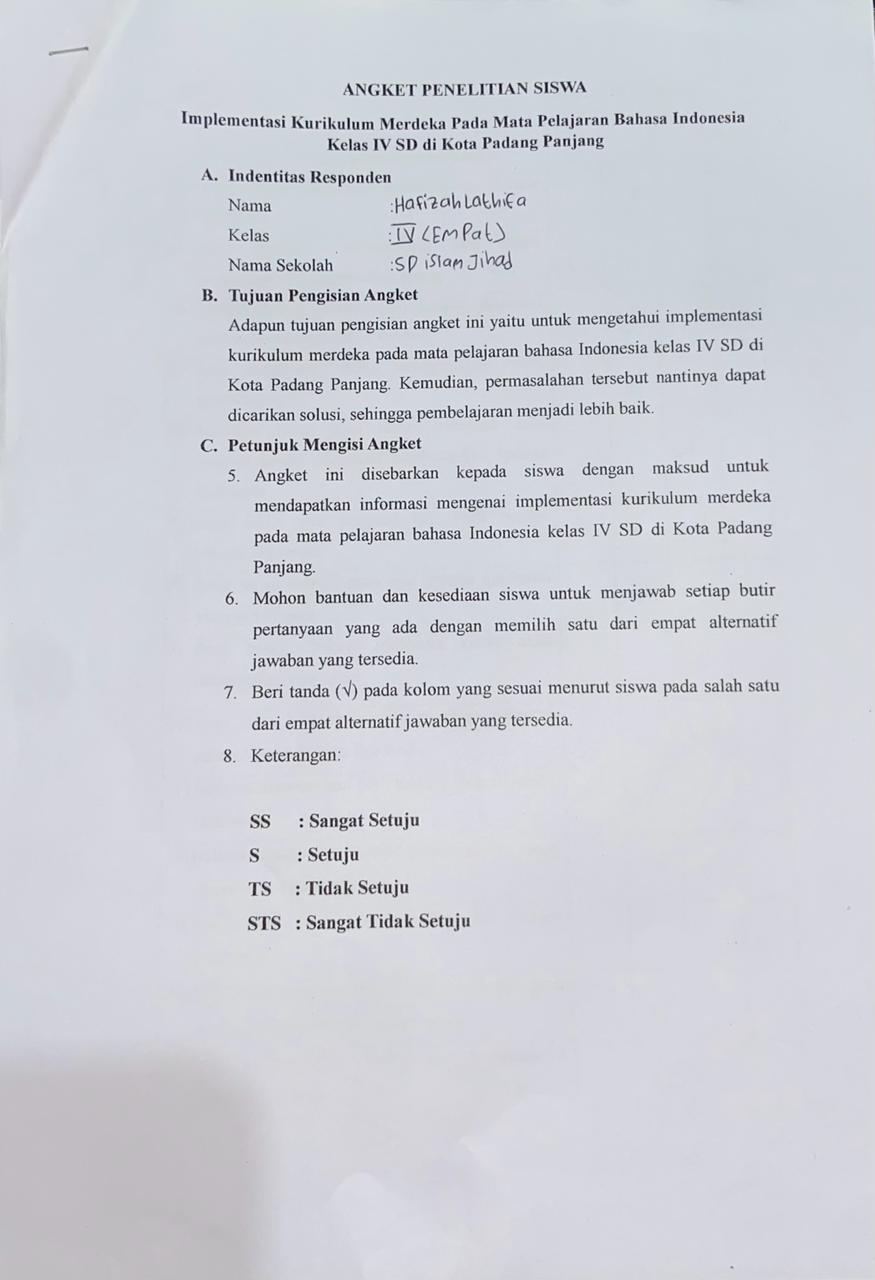 ANGKET PENELITIAN SISWA
Implementasi Kurikulum Merdeka Pada Mata Pelajaran Bahasa Indonesia
Kelas IV SD di Kota Padang Panjang
A. Indentitas Responden
Nama :Hafizah Lathifa
Kelas :IV (Empat)
Nama Sekolah :SD islam Jihad
B. Tujuan Pengisian Angket
Adapun tujuan pengisian angket ini yaitu untuk mengetahui implementasi
kurikulum merdeka pada mata pelajaran bahasa Indonesia kelas IV SD di
Kota Padang Panjang. Kemudian, permasalahan tersebut nantinya dapat
dicarikan solusi, sehingga pembelajaran menjadi lebih baik.
C. Petunjuk Mengisi Angket
5. Angket ini disebarkan kepada siswa dengan maksud untuk
mendapatkan informasi mengenai implementasi kurikulum merdeka
pada mata pelajaran bahasa Indonesia kelas IV SD di Kota Padang
Panjang.
6. Mohon bantuan dan kesediaan siswa untuk menjawab setiap butir
pertanyaan yang ada dengan memilih satu dari empat alternatif
jawaban yang tersedia.
7. Beri tanda (√) pada kolom yang sesuai menurut siswa pada salah satu
dari empat alternatif jawaban yang tersedia.
8. Keterangan:
SS : Sangat Setuju
S : Setuju
TS : Tidak Setuju
STS : Sangat Tidak Setuju